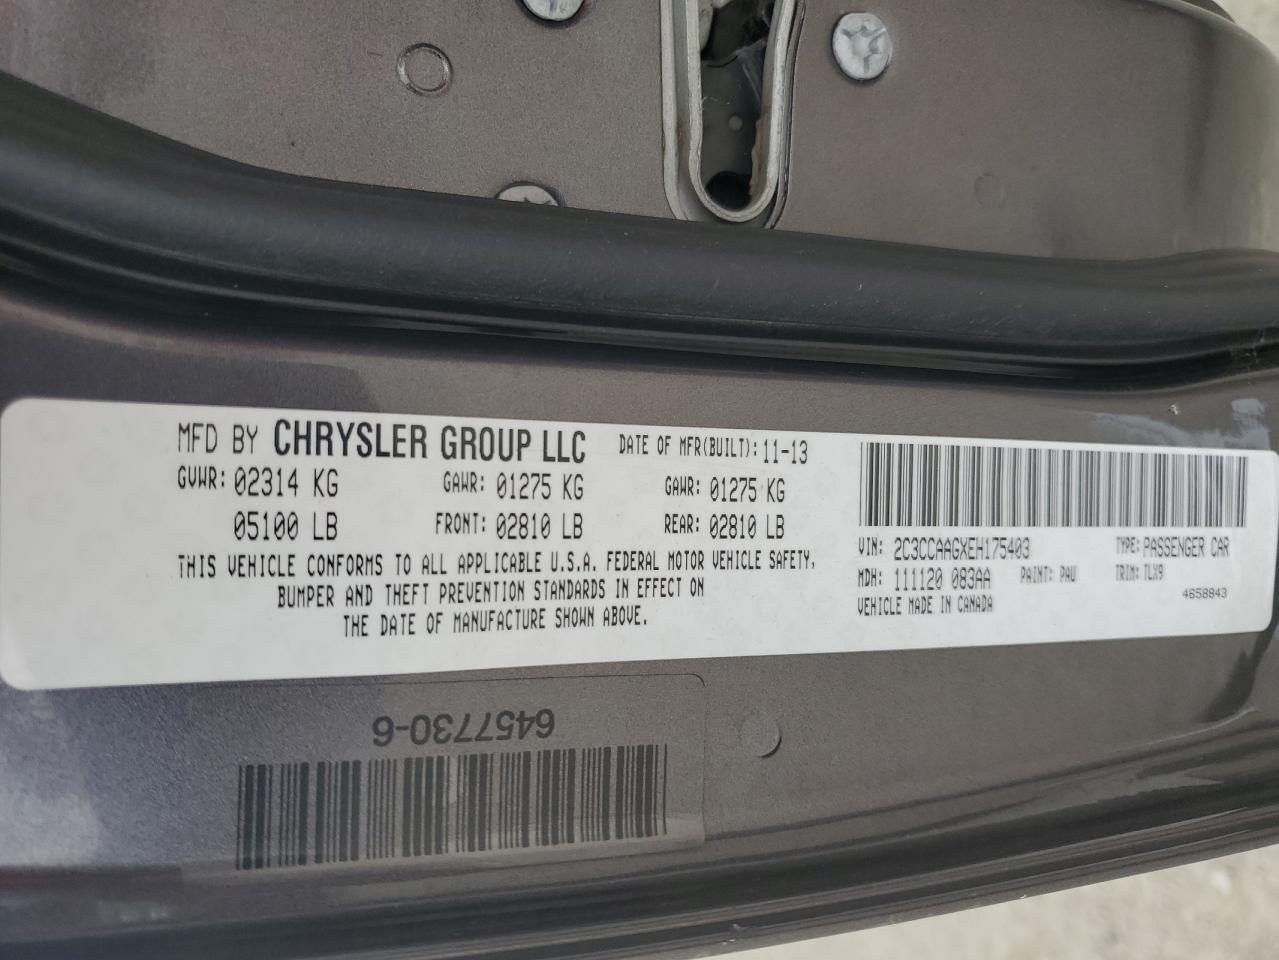 MFD BY CHRYSLER GROUP LLC DATE OF MFR(BUILT): 11-13
GVWR: 02314 KG GAWR: 01275 KG GAWR: 01275 KG
05100 LB FRONT: 02810 LB REAR: 02810 LB
THIS VEHICLE CONFORMS TO ALL APPLICABLE U.S.A. FEDERAL MOTOR VEHICLE SAFETY,
BUMPER AND THEFT PREVENTION STANDARDS IN EFFECT ON
THE DATE OF MANUFACTURE SHOWN ABOVE.
VIN: 2C3CCAAGXEH175403 TYPE: PASSENGER CAR
MDH: 111120 083AA PAINT: PAU TRIM: TLX9
VEHICLE MADE IN CANADA 4658843
6457730-6